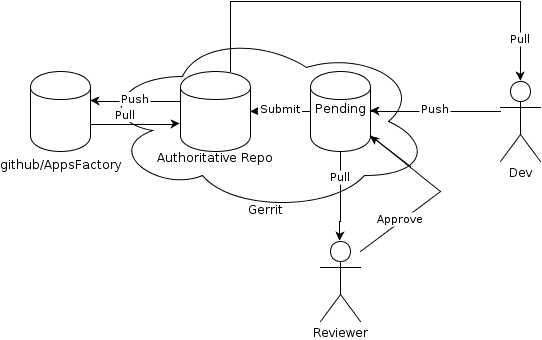 Pull
Push
Pull
Submit
Pending
Push
github/AppsFactory
Authoritative Repo
Dev
Pull
Gerrit
Approve
Reviewer